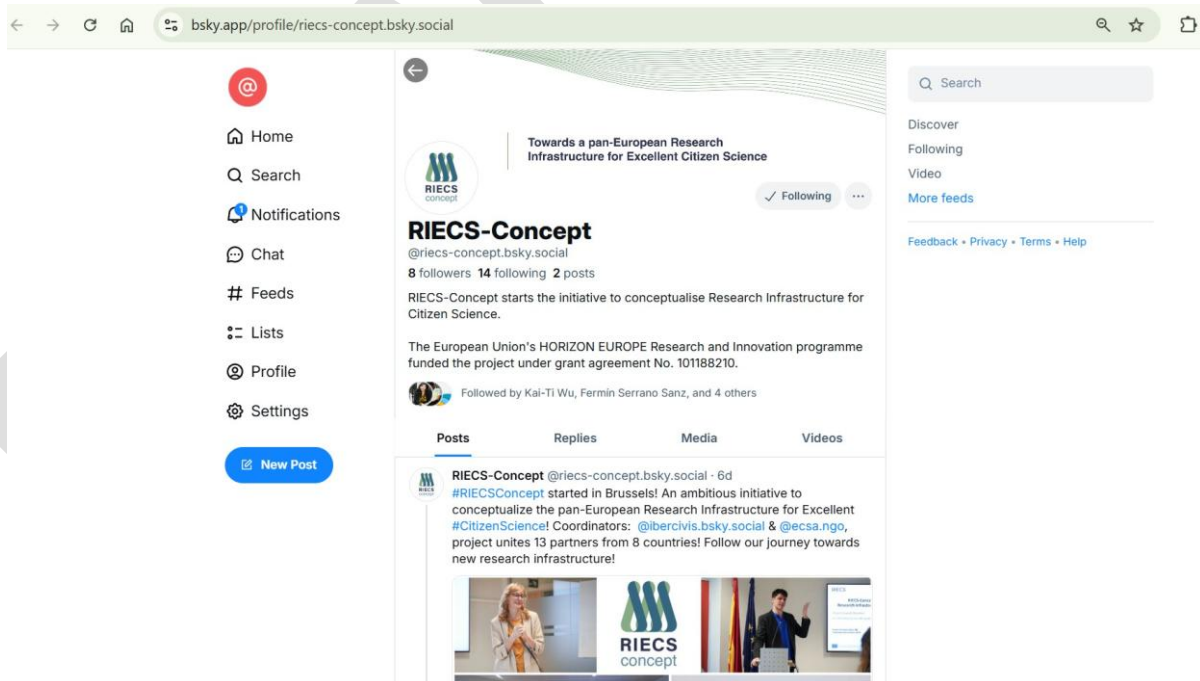 bsky.app/profile/riecs-concept.bsky.social
@
Home
Search
1
Notifications
Chat
Feeds
Lists
Profile
Settings
New Post
Towards a pan-European Research
Infrastructure for Excellent Citizen Science
RIECS
concept
Following
RIECS-Concept
@riecs-concept.bsky.social
8 followers 14 following 2 posts
RIECS-Concept starts the initiative to conceptualise Research Infrastructure for
Citizen Science.
The European Union's HORIZON EUROPE Research and Innovation programme
funded the project under grant agreement No. 101188210.
Followed by Kai-Ti Wu, Fermín Serrano Sanz, and 4 others
Posts Replies Media Videos
RIECS-Concept @riecs-concept.bsky.social · 6d
#RIECSConcept started in Brussels! An ambitious initiative to
conceptualize the pan-European Research Infrastructure for Excellent
#CitizenScience! Coordinators: @ibercivis.bsky.social & @ecsa.ngo,
project unites 13 partners from 8 countries! Follow our journey towards
new research infrastructure!
RIECS
concept
Search
Discover
Following
Video
More feeds
Feedback • Privacy • Terms • Help